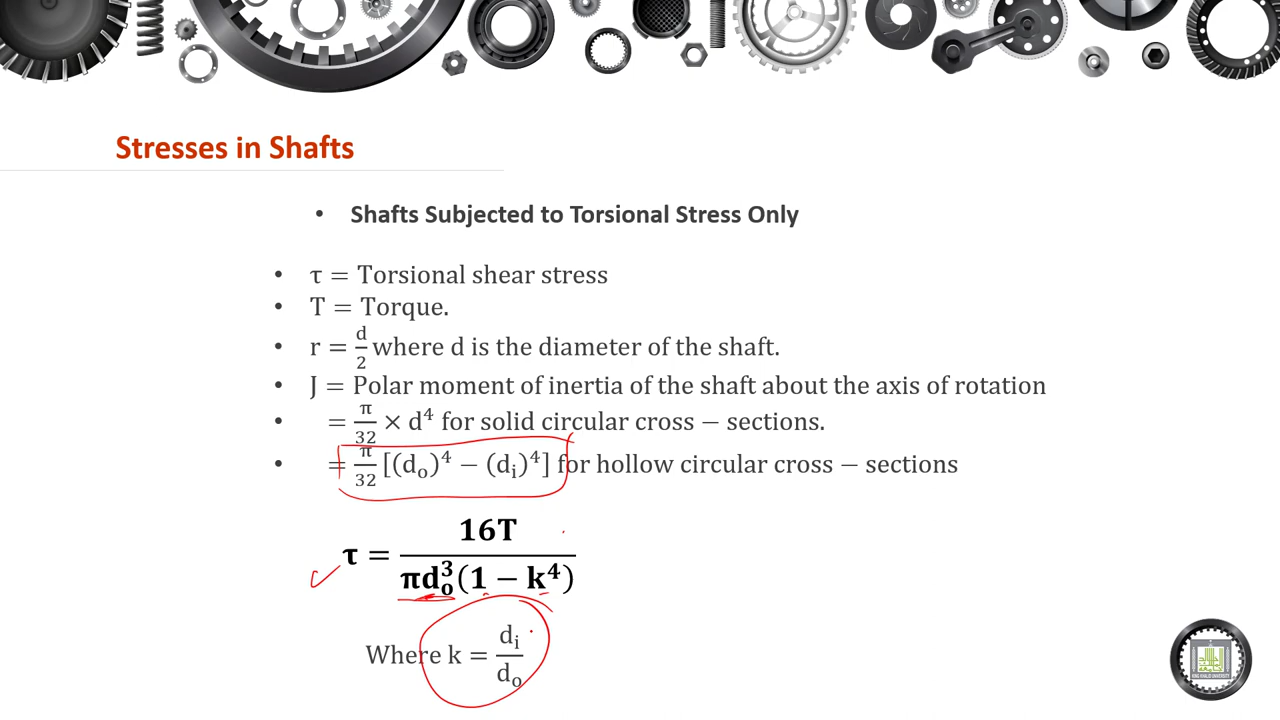 Stresses in Shafts
• Shafts Subjected to Torsional Stress Only
• τ = Torsional shear stress
• T = Torque.
• r = d/2 where d is the diameter of the shaft.
• J = Polar moment of inertia of the shaft about the axis of rotation
• = π/32 × d⁴ for solid circular cross − sections.
• = π/32 [(dₒ)⁴ − (dᵢ)⁴] for hollow circular cross − sections
τ = 16T / πdₒ³(1 − k⁴)
Where k = dᵢ/dₒ
KING KHALID UNIVERSITY